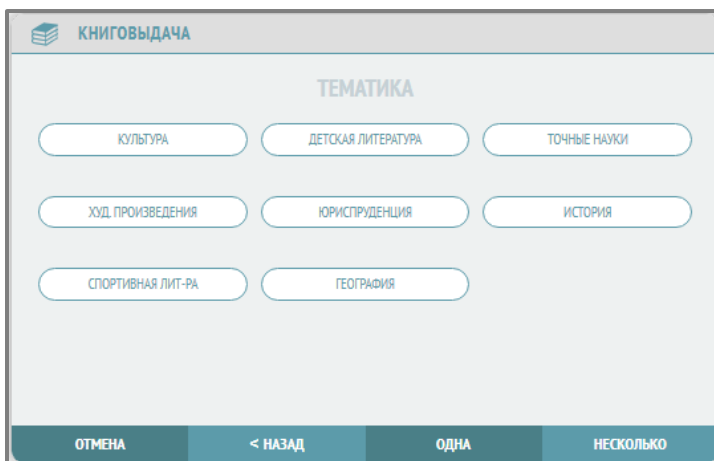 КНИГОВЫДАЧА
ТЕМАТИКА
КУЛЬТУРА ДЕТСКАЯ ЛИТЕРАТУРА ТОЧНЫЕ НАУКИ
ХУД. ПРОИЗВЕДЕНИЯ ЮРИСПРУДЕНЦИЯ ИСТОРИЯ
СПОРТИВНАЯ ЛИТ-РА ГЕОГРАФИЯ
ОТМЕНА < НАЗАД ОДНА НЕСКОЛЬКО